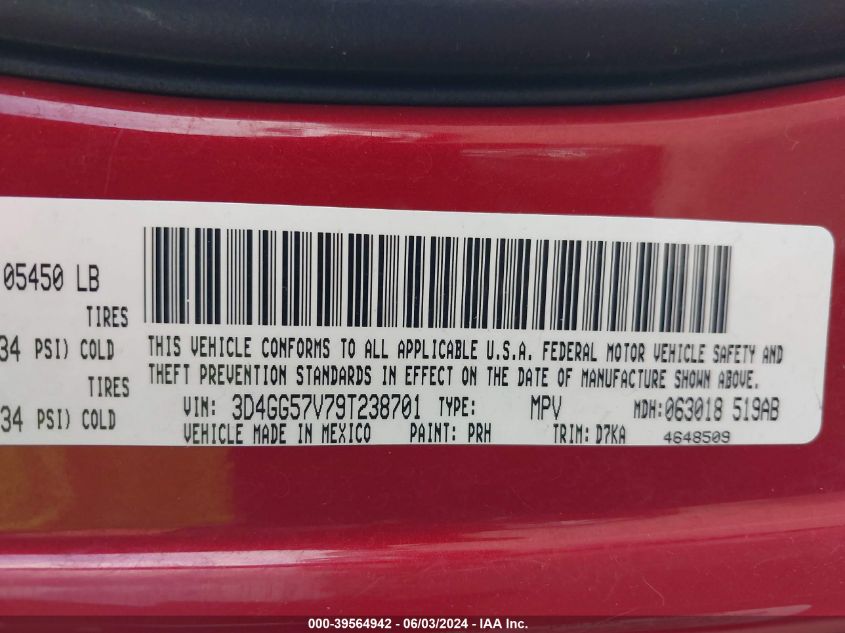 05450 LB
TIRES
34 PSI) COLD
TIRES
34 PSI) COLD
THIS VEHICLE CONFORMS TO ALL APPLICABLE U.S.A. FEDERAL MOTOR VEHICLE SAFETY AND
THEFT PREVENTION STANDARDS IN EFFECT ON THE DATE OF MANUFACTURE SHOWN ABOVE.
VIN: 3D4GG57V79T238701 TYPE: MPV MDH: 063018 519AB
VEHICLE MADE IN MEXICO PAINT: PRH TRIM: D7KA 4648509
000-39564942 - 06/03/2024 - IAA Inc.